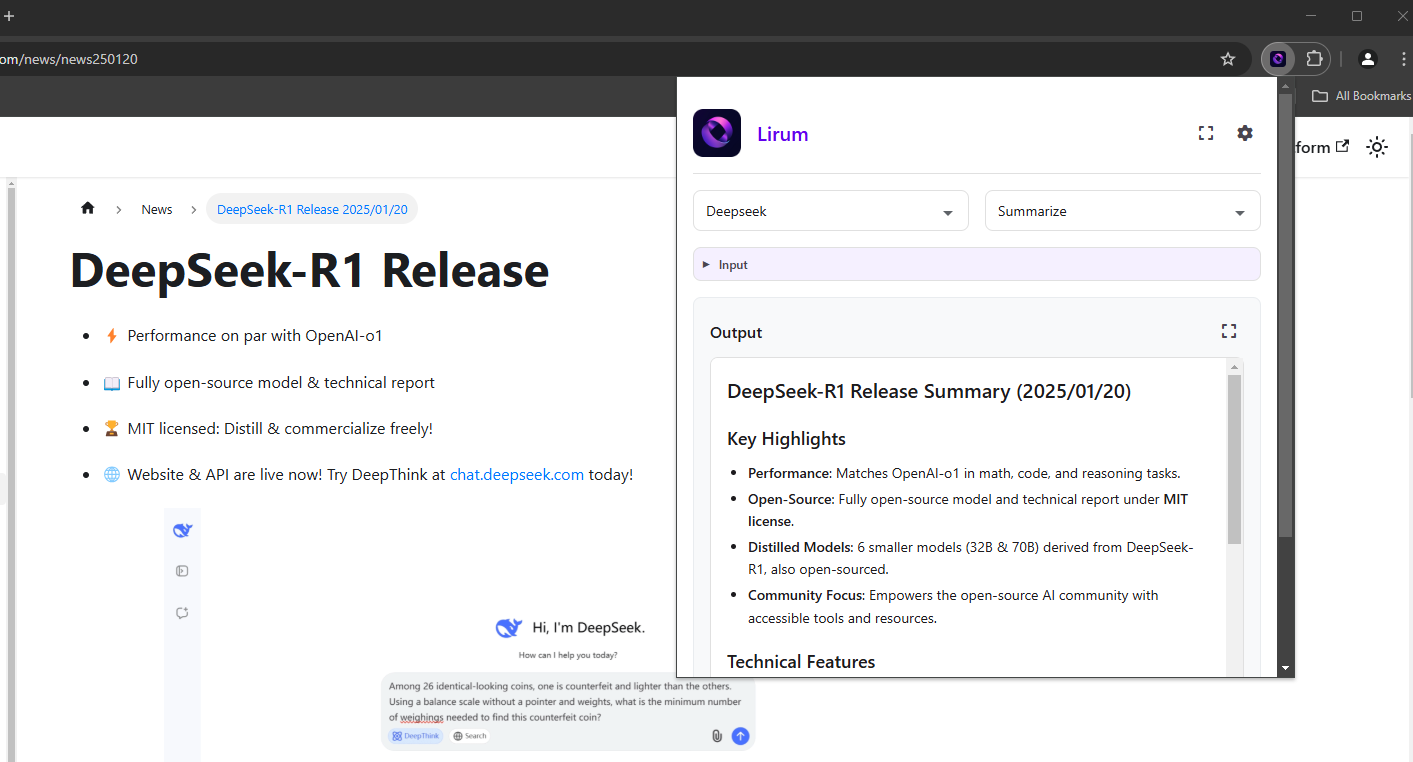 om/news/news250120
All Bookmarks
form
News
DeepSeek-R1 Release 2025/01/20
DeepSeek-R1 Release
Performance on par with OpenAI-o1
Fully open-source model & technical report
MIT licensed: Distill & commercialize freely!
Website & API are live now! Try DeepThink at chat.deepseek.com today!
Hi, I'm DeepSeek.
How can I help you today?
Among 26 identical-looking coins, one is counterfeit and lighter than the others.
Using a balance scale without a pointer and weights, what is the minimum number
of weighings needed to find this counterfeit coin?
DeepThink
Search
Lirum
Deepseek
Summarize
Input
Output
DeepSeek-R1 Release Summary (2025/01/20)
Key Highlights
Performance: Matches OpenAI-o1 in math, code, and reasoning tasks.
Open-Source: Fully open-source model and technical report under MIT
license.
Distilled Models: 6 smaller models (32B & 70B) derived from DeepSeek-
R1, also open-sourced.
Community Focus: Empowers the open-source AI community with
accessible tools and resources.
Technical Features